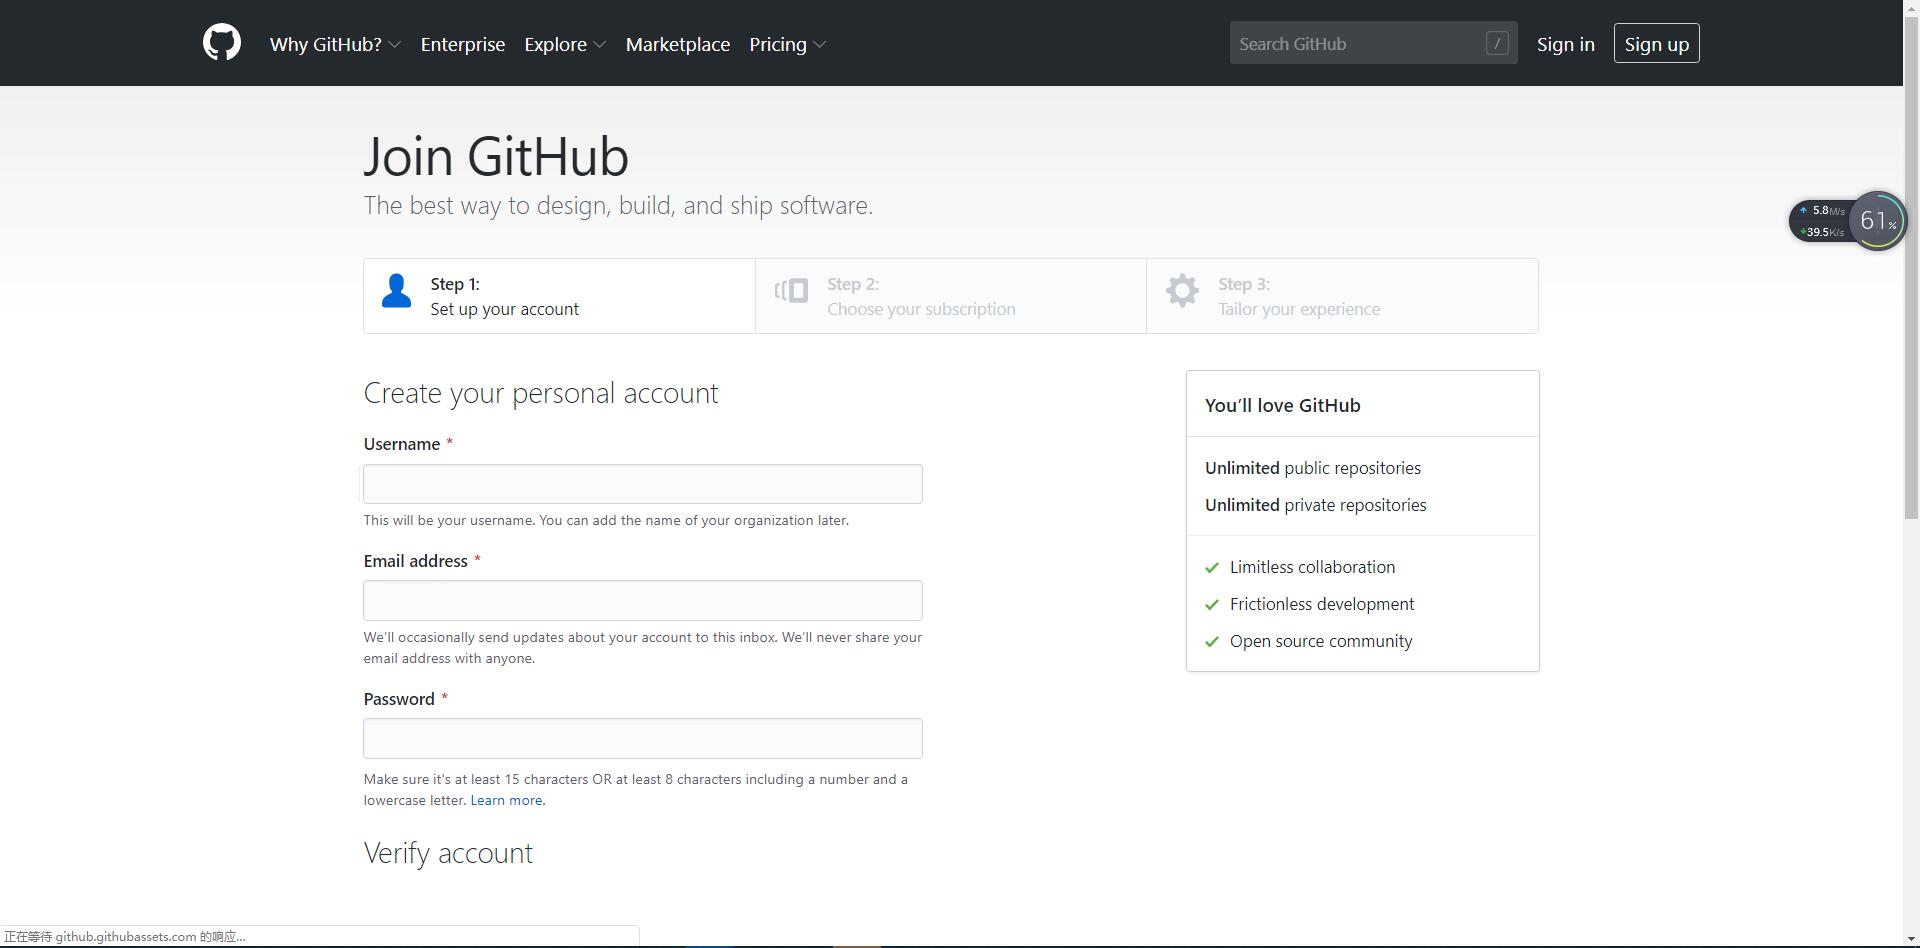 Why GitHub? Enterprise Explore Marketplace Pricing Search GitHub / Sign in Sign up
Join GitHub
The best way to design, build, and ship software.
5.8M/s
39.5K/s
61%
Step 1:
Set up your account
Step 2:
Choose your subscription
Step 3:
Tailor your experience
Create your personal account
Username *
This will be your username. You can add the name of your organization later.
Email address *
We’ll occasionally send updates about your account to this inbox. We’ll never share your
email address with anyone.
Password *
Make sure it's at least 15 characters OR at least 8 characters including a number and a
lowercase letter. Learn more.
Verify account
You’ll love GitHub
Unlimited public repositories
Unlimited private repositories
Limitless collaboration
Frictionless development
Open source community
正在等待 github.githubassets.com 的响应...